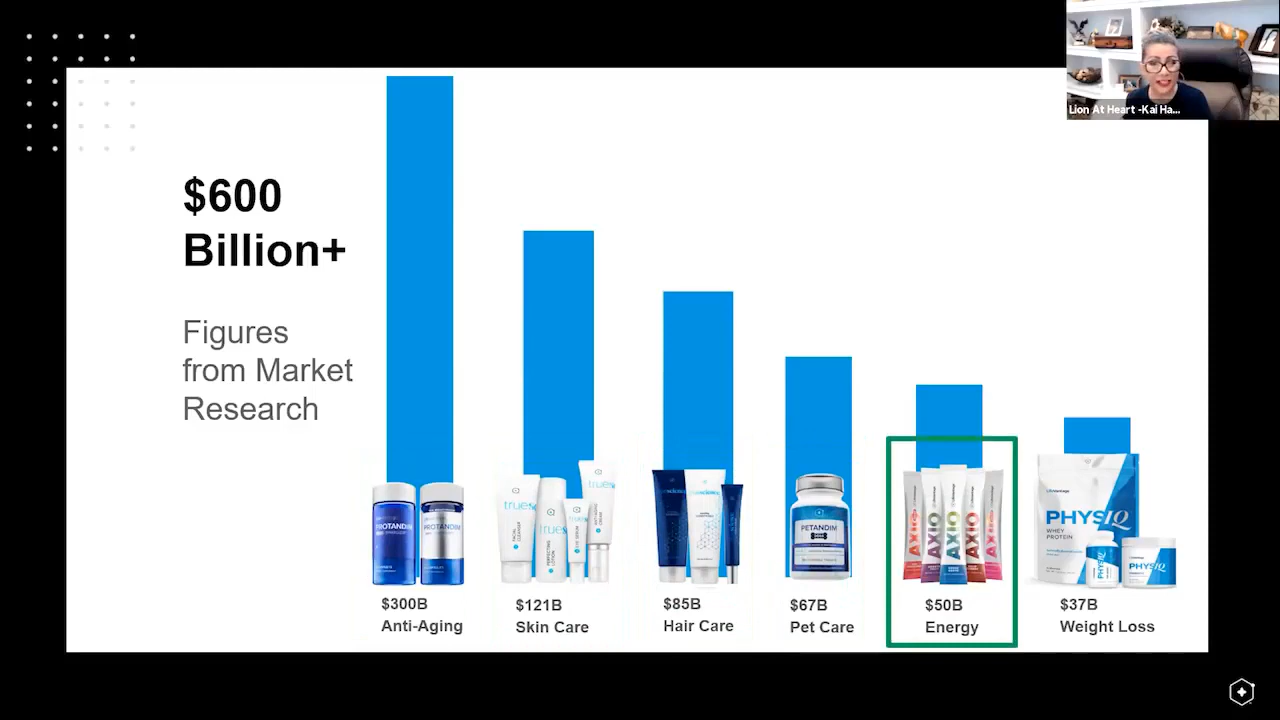 Lion At Heart -Kai Ha...
$600
Billion+
Figures
from Market
Research
PROTANDIM
PROTANDIM
PETANDIM
AXIO
AXIO
AXIO
AXIO
AXIO
PHYSIQ
WHEY
PROTEIN
PHYSIQ
$300B
Anti-Aging
$121B
Skin Care
$85B
Hair Care
$67B
Pet Care
$50B
Energy
$37B
Weight Loss